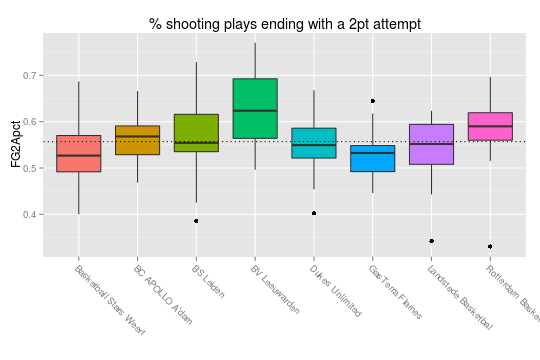 % shooting plays ending with a 2pt attempt
FG2Apct
0.7
0.6
0.5
0.4
Basketball Stars Weert
BC APOLLO A'dam
BS Leiden
BV Leeuwarden
Dukes Unlimited
GasTerra Flames
Landstede Basketbal
Rotterdam Basket